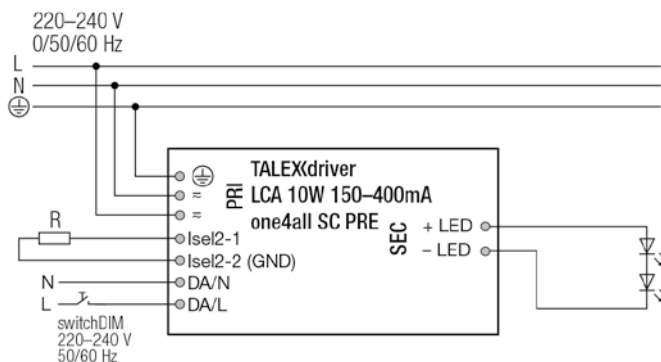 220–240 V
0/50/60 Hz
L
N
TALEXXdriver
LCA 10W 150–400mA
one4all SC PRE
PRI
≈
≈
R
Isel2-1
Isel2-2 (GND)
N
DA/N
L
DA/L
switchDIM
220–240 V
50/60 Hz
SEC
+ LED
– LED